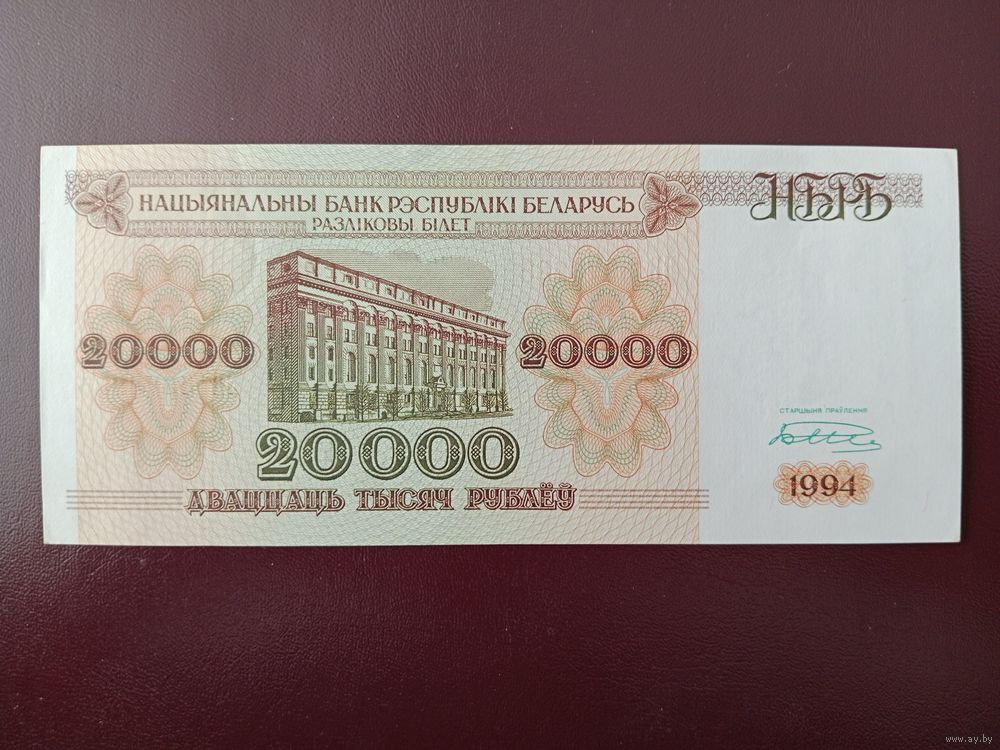 НАЦЫЯНАЛЬНЫ БАНК РЭСПУБЛІКІ БЕЛАРУСЬ
НБРБ
РАЗЛІКОВЫ БІЛЕТ
20000
20000
20000
СТАРШЫНЯ ПРАЎЛЕННЯ
ДВАЦЦАЦЬ ТЫСЯЧ РУБЛЁЎ
1994
www.ay.by